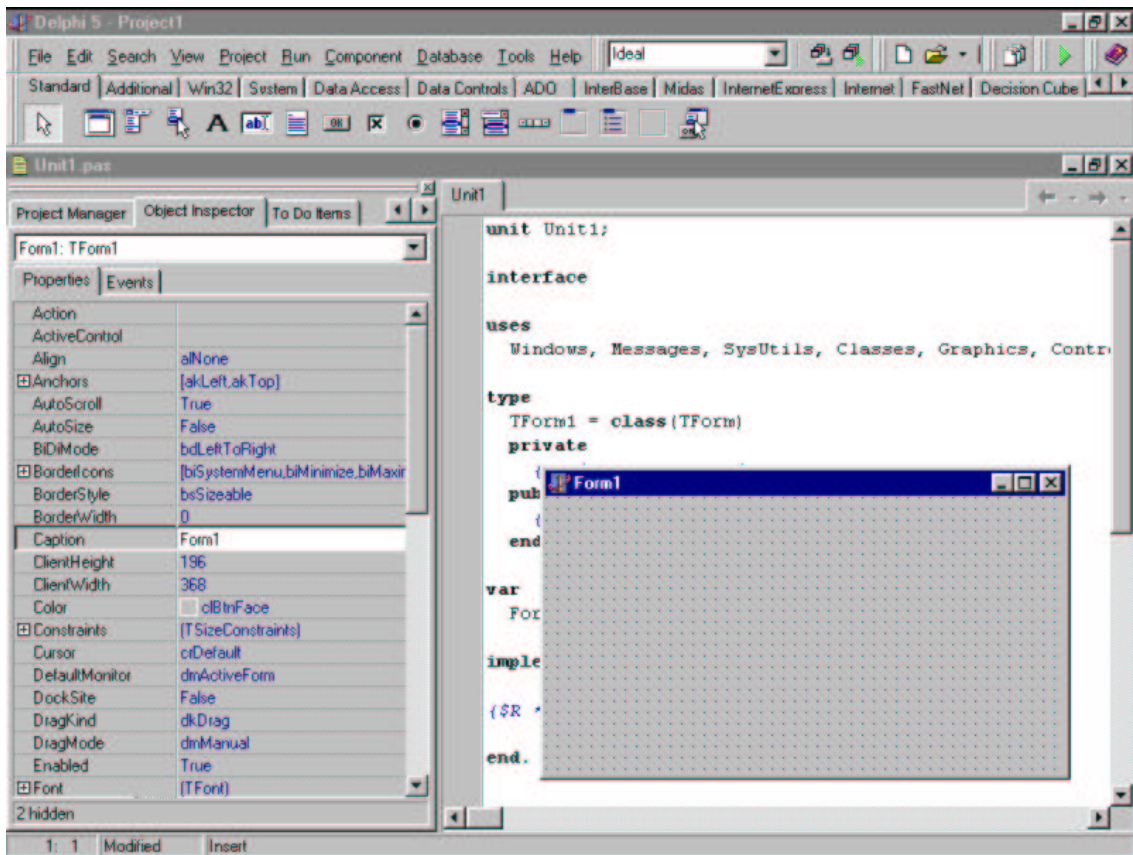 Delphi 5 - Project1
File Edit Search View Project Run Component Database Tools Help Ideal
Standard Additional Win32 System Data Access Data Controls ADO InterBase Midas InternetExpress Internet FastNet Decision Cube
A ab OK
Unit1.pas
Project Manager Object Inspector To Do Items
Form1: TForm1
Properties Events
Action
ActiveControl
Align alNone
Anchors [akLeft,akTop]
AutoScroll True
AutoSize False
BiDiMode bdLeftToRight
BorderIcons [biSystemMenu,biMinimize,biMaxir
BorderStyle bsSizeable
BorderWidth 0
Caption Form1
ClientHeight 196
ClientWidth 368
Color clBtnFace
Constraints (TSizeConstraints)
Cursor crDefault
DefaultMonitor dmActiveForm
DockSite False
DragKind dkDrag
DragMode dmManual
Enabled True
Font (TFont)
2 hidden
Unit1
unit Unit1;
interface
uses
Windows, Messages, SysUtils, Classes, Graphics, Contr
type
TForm1 = class(TForm)
private
{
pub
{
end
var
For
imple
{$R *
end.
Form1
1: 1 Modified Insert